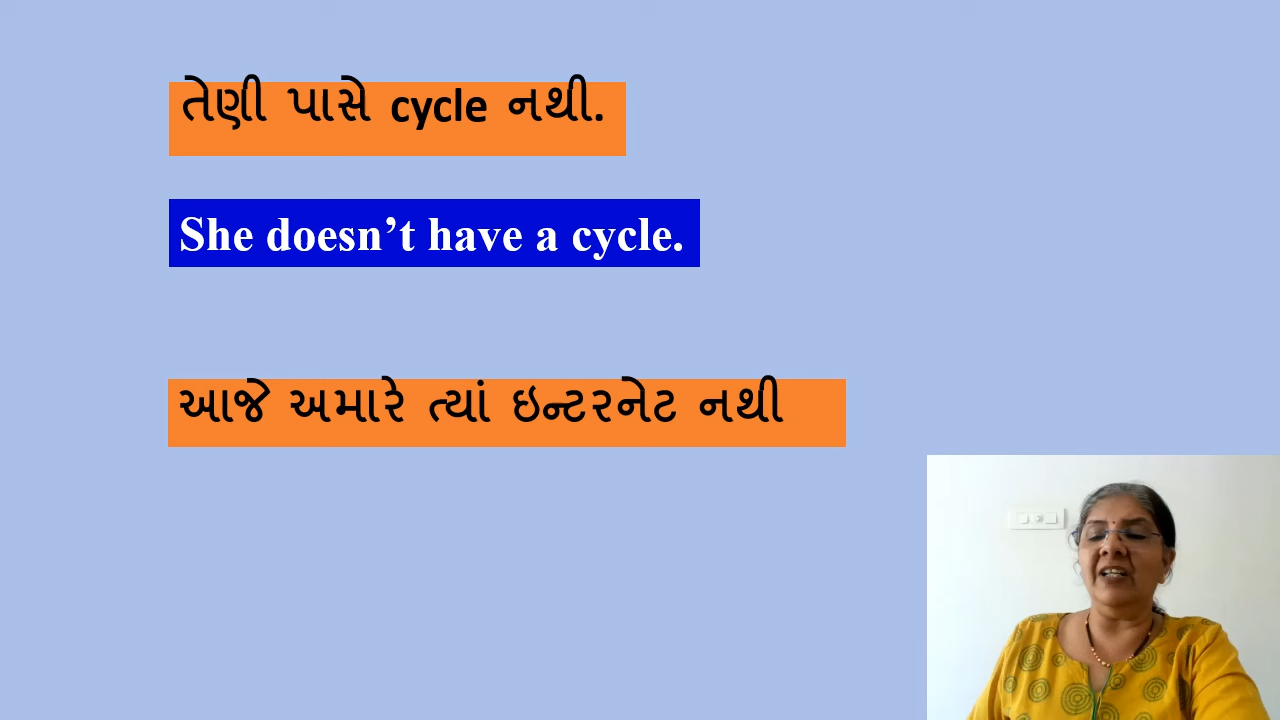 તેણી પાસે cycle નથી.
She doesn’t have a cycle.
આજે અમારે ત્યાં ઇન્ટરનેટ નથી